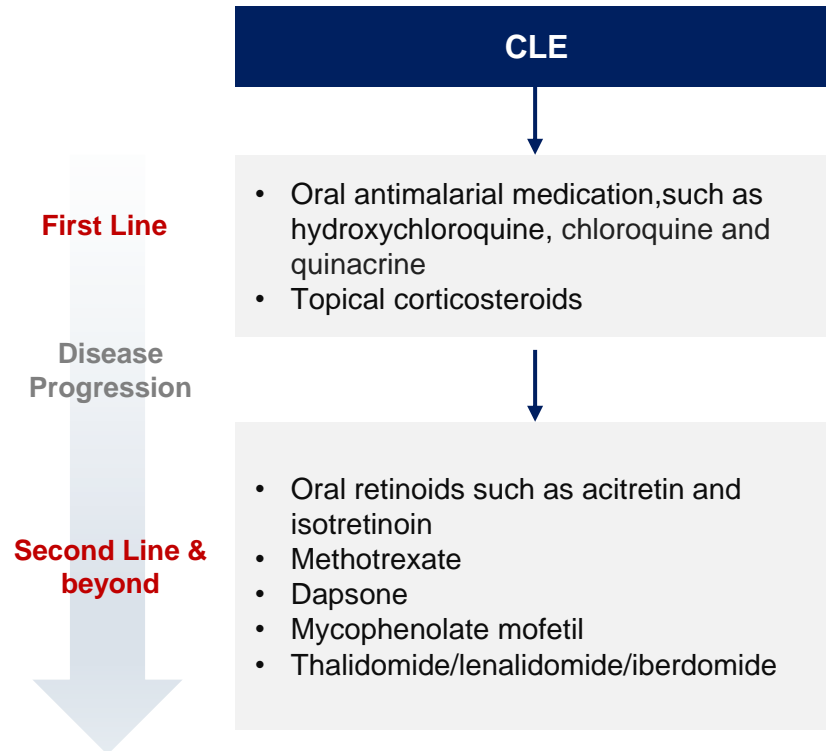 CLE
First Line
• Oral antimalarial medication,such as
hydroxychloroquine, chloroquine and
quinacrine
• Topical corticosteroids
Disease
Progression
Second Line &
beyond
• Oral retinoids such as acitretin and
isotretinoin
• Methotrexate
• Dapsone
• Mycophenolate mofetil
• Thalidomide/lenalidomide/iberdomide